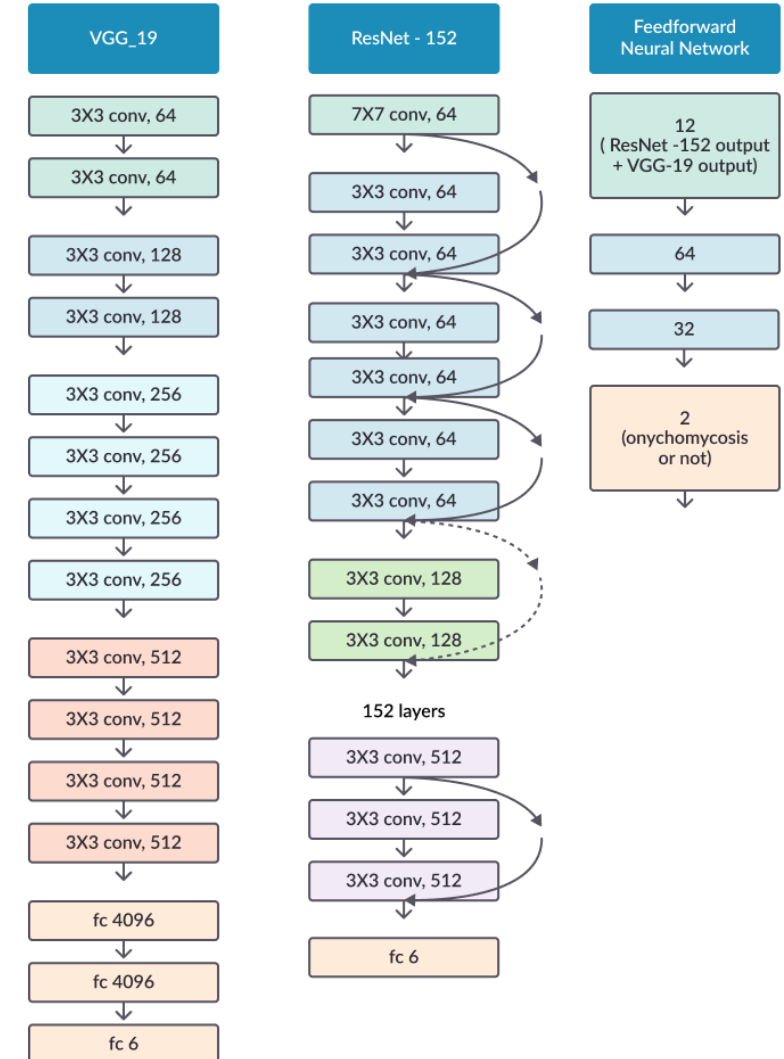 VGG_19
3X3 conv, 64
3X3 conv, 64
3X3 conv, 128
3X3 conv, 128
3X3 conv, 256
3X3 conv, 256
3X3 conv, 256
3X3 conv, 256
3X3 conv, 512
3X3 conv, 512
3X3 conv, 512
3X3 conv, 512
fc 4096
fc 4096
fc 6
ResNet - 152
7X7 conv, 64
3X3 conv, 64
3X3 conv, 64
3X3 conv, 64
3X3 conv, 64
3X3 conv, 64
3X3 conv, 64
3X3 conv, 128
3X3 conv, 128
152 layers
3X3 conv, 512
3X3 conv, 512
3X3 conv, 512
fc 6
Feedforward
Neural Network
12
( ResNet -152 output
+ VGG-19 output)
64
32
2
(onychomycosis
or not)